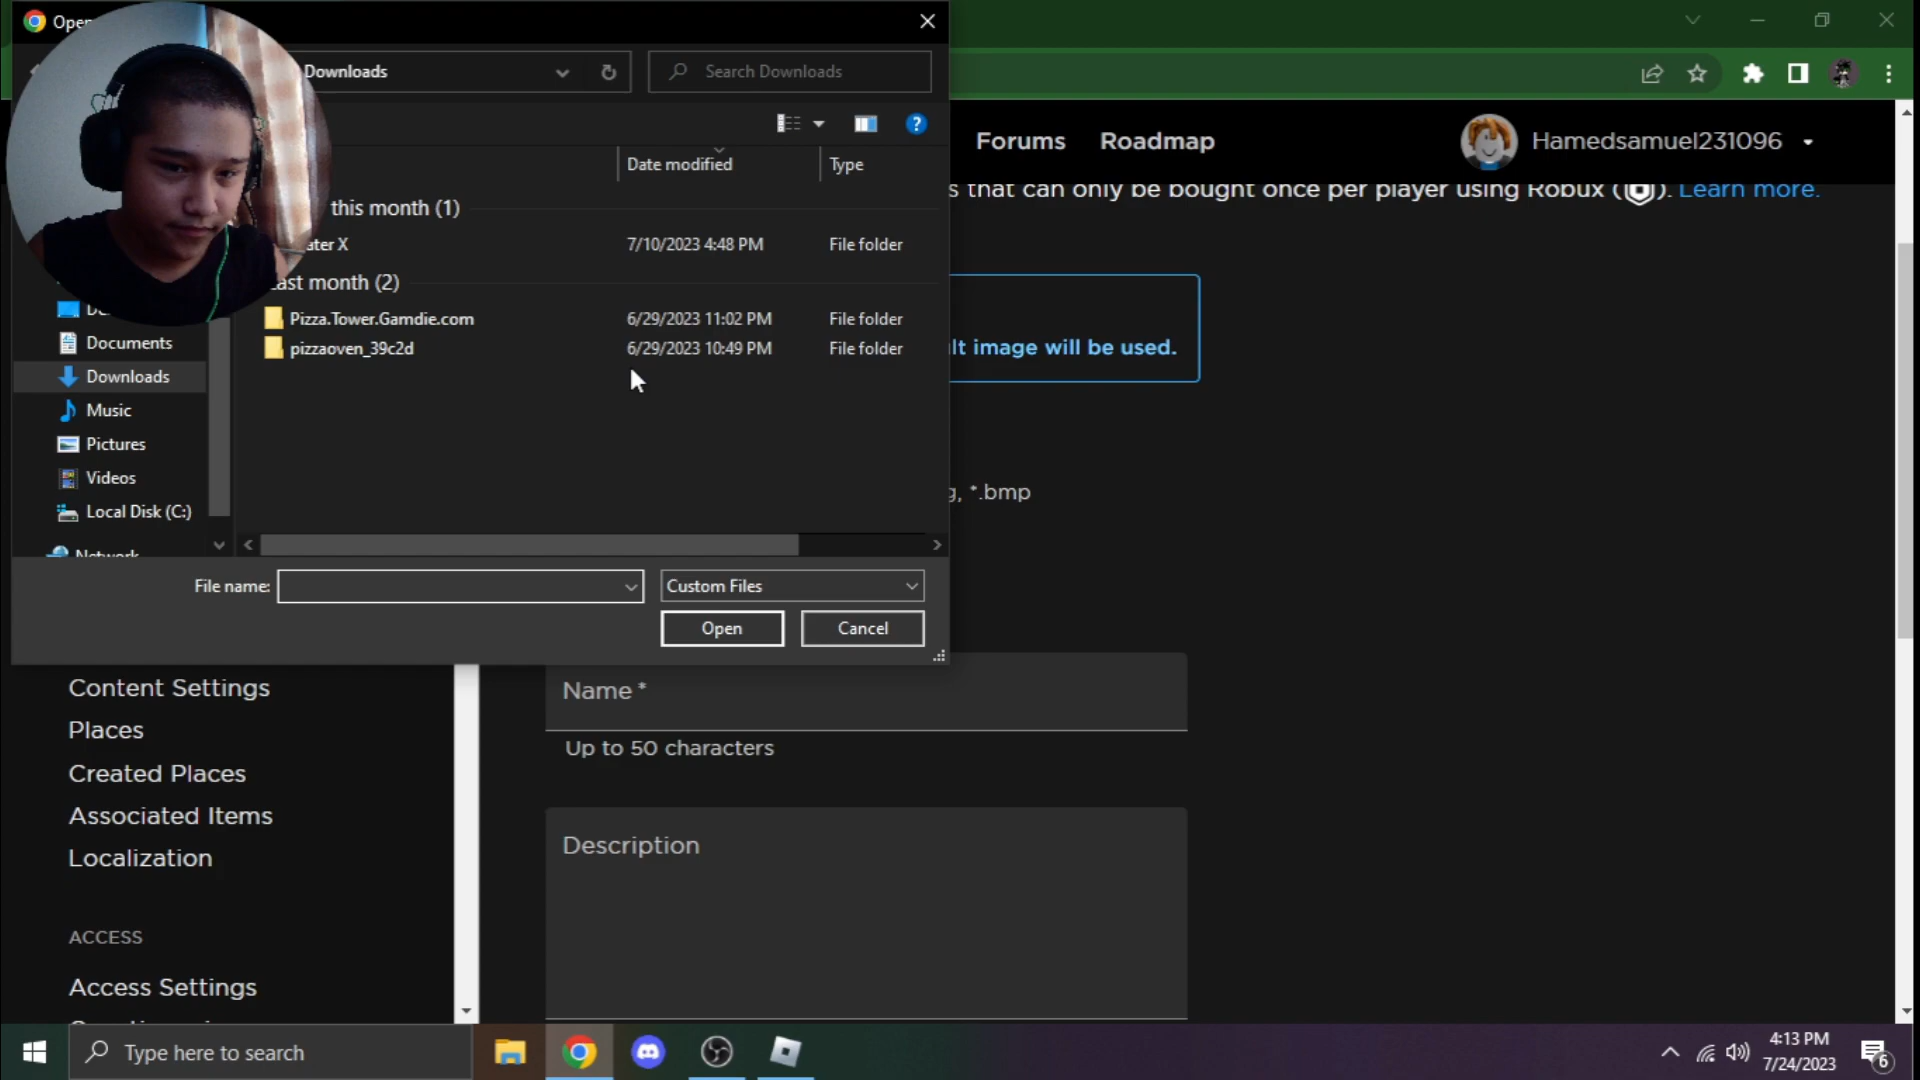 Open
Downloads
Search Downloads
Forums
Roadmap
Hamedsamuel231096
Date modified
Type
s that can only be bought once per player using Robux ( ). Learn more.
this month (1)
ater X
7/10/2023 4:48 PM
File folder
ast month (2)
Pizza.Tower.Gamdie.com
6/29/2023 11:02 PM
File folder
pizzaoven_39c2d
6/29/2023 10:49 PM
File folder
lt image will be used.
Documents
Downloads
Music
Pictures
Videos
Local Disk (C:)
Network
g, *.bmp
File name:
Custom Files
Open
Cancel
Content Settings
Places
Created Places
Associated Items
Localization
ACCESS
Access Settings
Name *
Up to 50 characters
Description
Type here to search
4:13 PM
7/24/2023
6